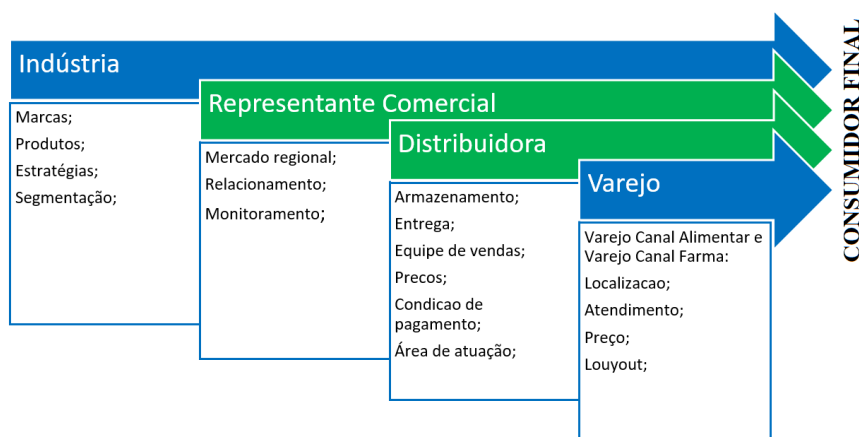 Indústria
Marcas;
Produtos;
Estratégias;
Segmentação;
Representante Comercial
Mercado regional;
Relacionamento;
Monitoramento;
Distribuidora
Armazenamento;
Entrega;
Equipe de vendas;
Precos;
Condicao de
pagamento;
Área de atuação;
Varejo
Varejo Canal Alimentar e
Varejo Canal Farma:
Localizacao;
Atendimento;
Preço;
Louyout;
CONSUMIDOR FINAL